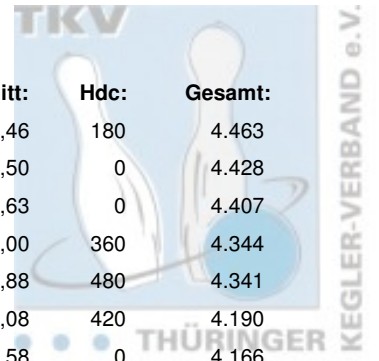 TKV
itt: Hdc: Gesamt:
,46 180 4.463
,50 0 4.428
,63 0 4.407
,00 360 4.344
,88 480 4.341
,08 420 4.190
,58 0 4.166
THÜRINGER
KEGLER-VERBAND e.V.